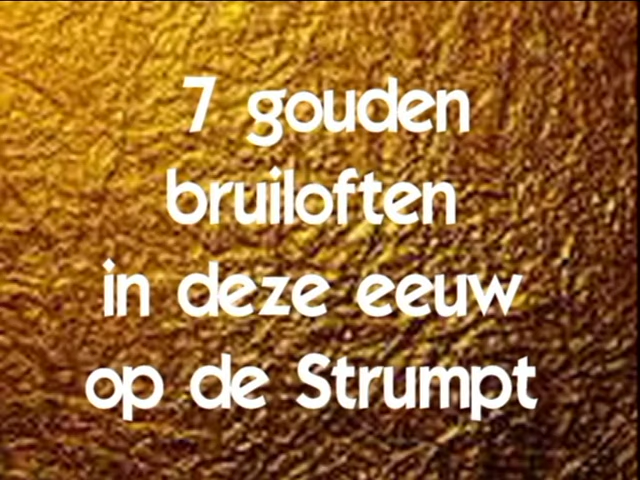 7 gouden
bruiloften
in deze eeuw
op de Strumpt